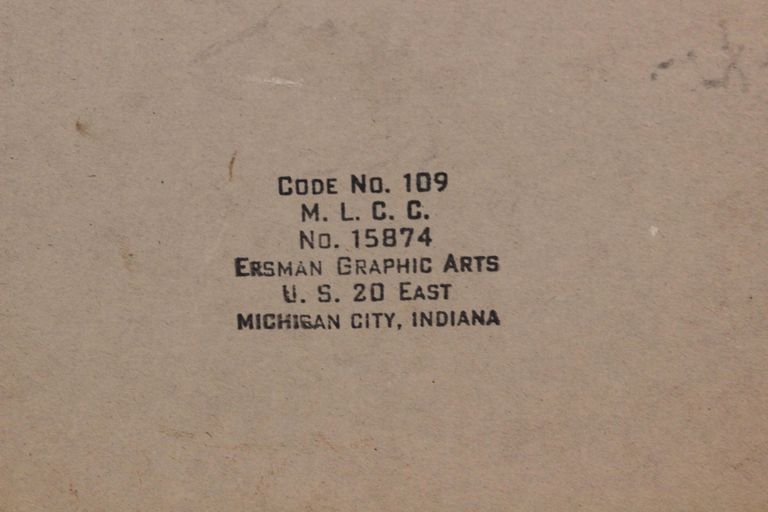 CODE NO. 109
M. L. C. C.
NO. 15874
ERSMAN GRAPHIC ARTS
U. S. 20 EAST
MICHIGAN CITY, INDIANA